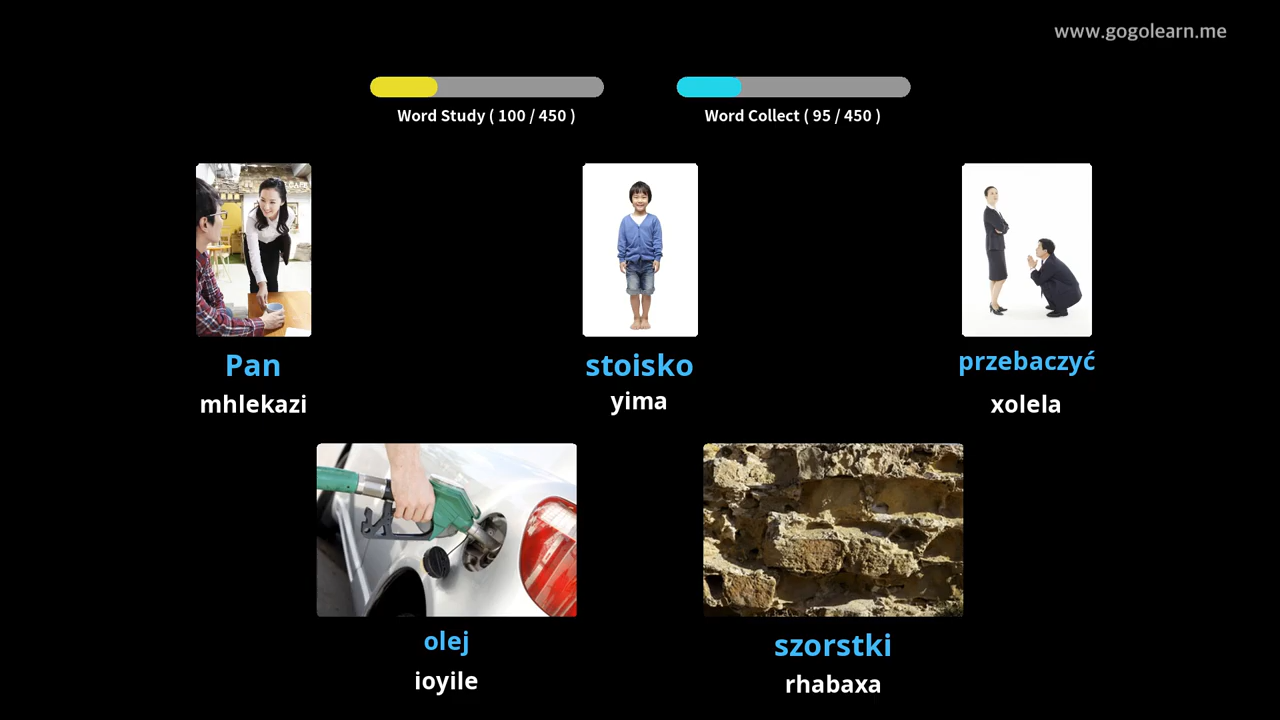 www.gogolearn.me
Word Study ( 100 / 450 )
Word Collect ( 95 / 450 )
Pan
mhlekazi
stoisko
yima
przebaczyć
xolela
olej
ioyile
szorstki
rhabaxa